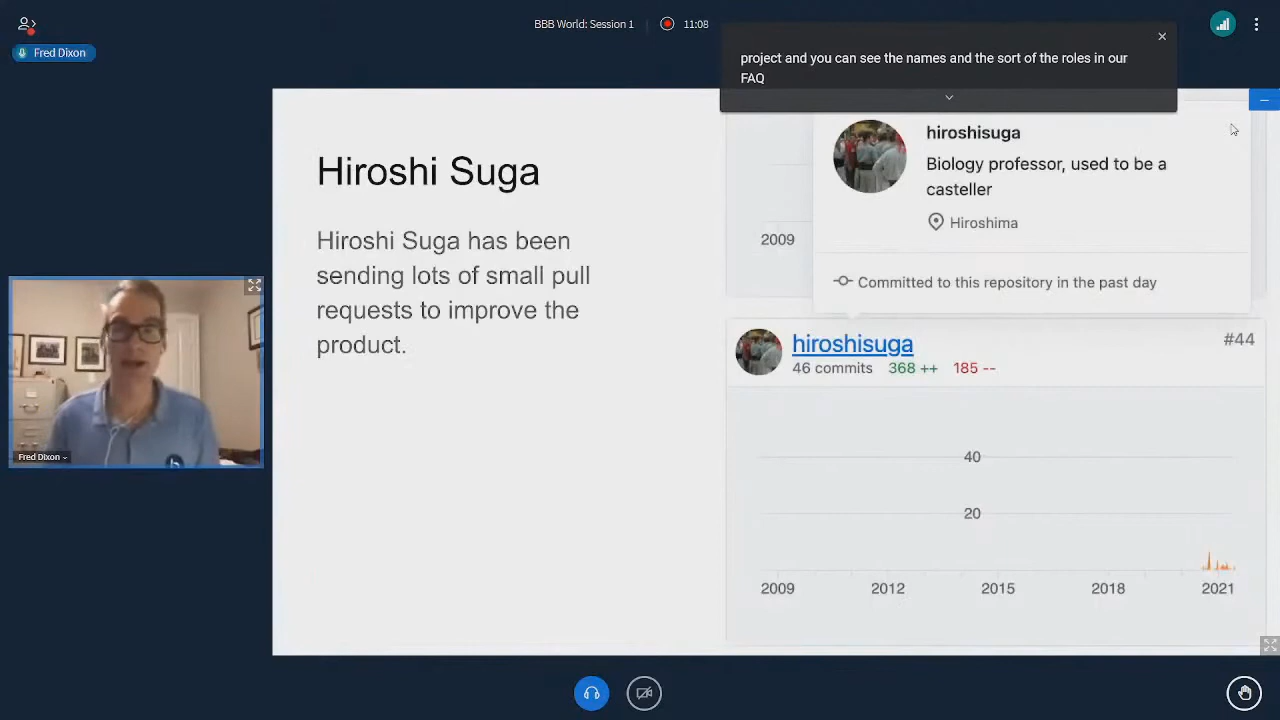 BBB World: Session 1
11:08
Fred Dixon
project and you can see the names and the sort of the roles in our
FAQ
Hiroshi Suga
Hiroshi Suga has been
sending lots of small pull
requests to improve the
product.
hiroshisuga
Biology professor, used to be a
casteller
Hiroshima
2009
Committed to this repository in the past day
hiroshisuga
#44
46 commits 368 ++ 185 --
40
20
2009 2012 2015 2018 2021
Fred Dixon